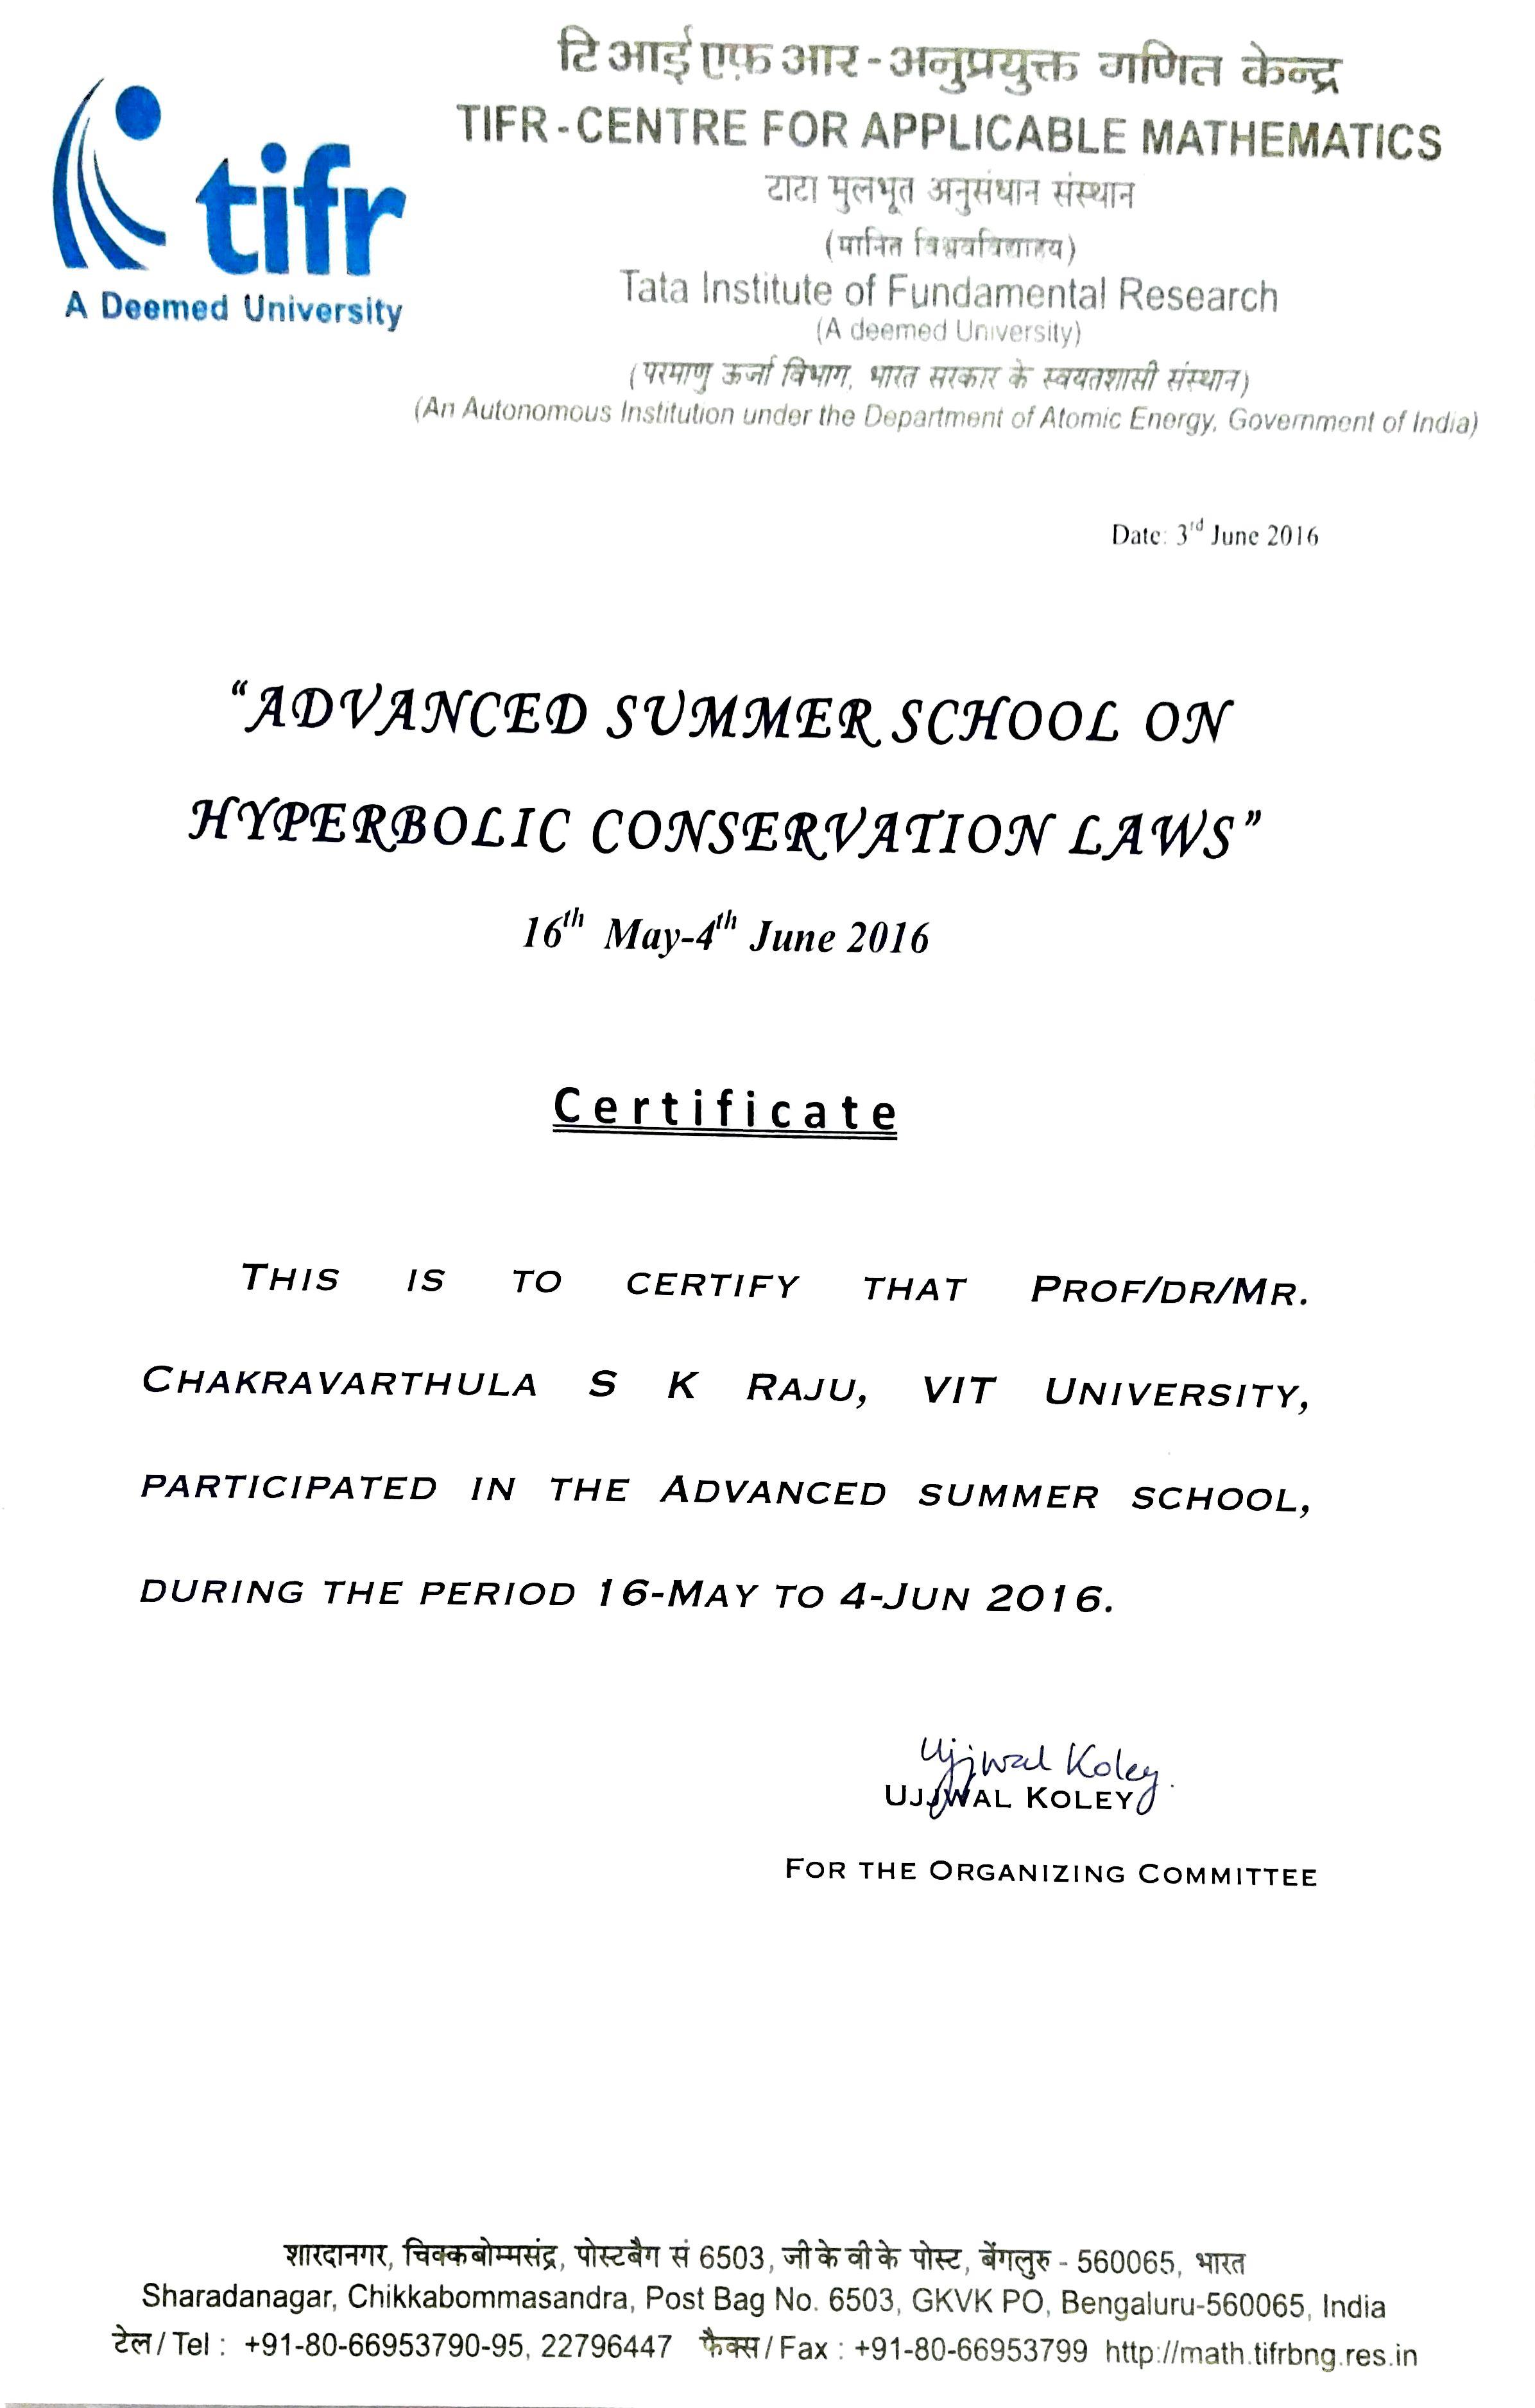 टि आई एफ़ आर - अनुप्रयुक्त गणित केन्द्र
TIFR - CENTRE FOR APPLICABLE MATHEMATICS
टाटा मुलभूत अनुसंधान संस्थान
(मानित विश्वविद्यालय)
Tata Institute of Fundamental Research
(A deemed University)
(परमाणु ऊर्जा विभाग, भारत सरकार के स्वयतशासी संस्थान)
(An Autonomous Institution under the Department of Atomic Energy, Government of India)
tifr
A Deemed University
Date: 3rd June 2016
“ADVANCED SUMMER SCHOOL ON
HYPERBOLIC CONSERVATION LAWS”
16th May-4th June 2016
Certificate
THIS IS TO CERTIFY THAT PROF/DR/MR.
CHAKRAVARTHULA S K RAJU, VIT UNIVERSITY,
PARTICIPATED IN THE ADVANCED SUMMER SCHOOL,
DURING THE PERIOD 16-MAY TO 4-JUN 2016.
Ujjwal Koley.
UJJWAL KOLEY
FOR THE ORGANIZING COMMITTEE
शारदानगर, चिक्कबोम्मसंद्र, पोस्टबैग सं 6503, जी के वी के पोस्ट, बेंगलुरु - 560065, भारत
Sharadanagar, Chikkabommasandra, Post Bag No. 6503, GKVK PO, Bengaluru-560065, India
टेल / Tel : +91-80-66953790-95, 22796447 फैक्स / Fax : +91-80-66953799 http://math.tifrbng.res.in